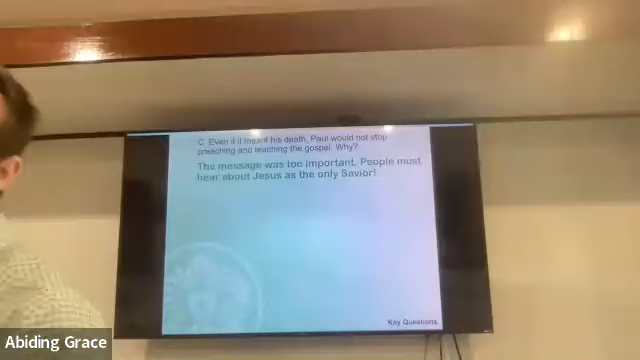 C. Even if it meant his death, Paul would not stop
preaching and teaching the gospel. Why?
The message was too important. People must
hear about Jesus as the only Savior!
Key Questions
Abiding Grace